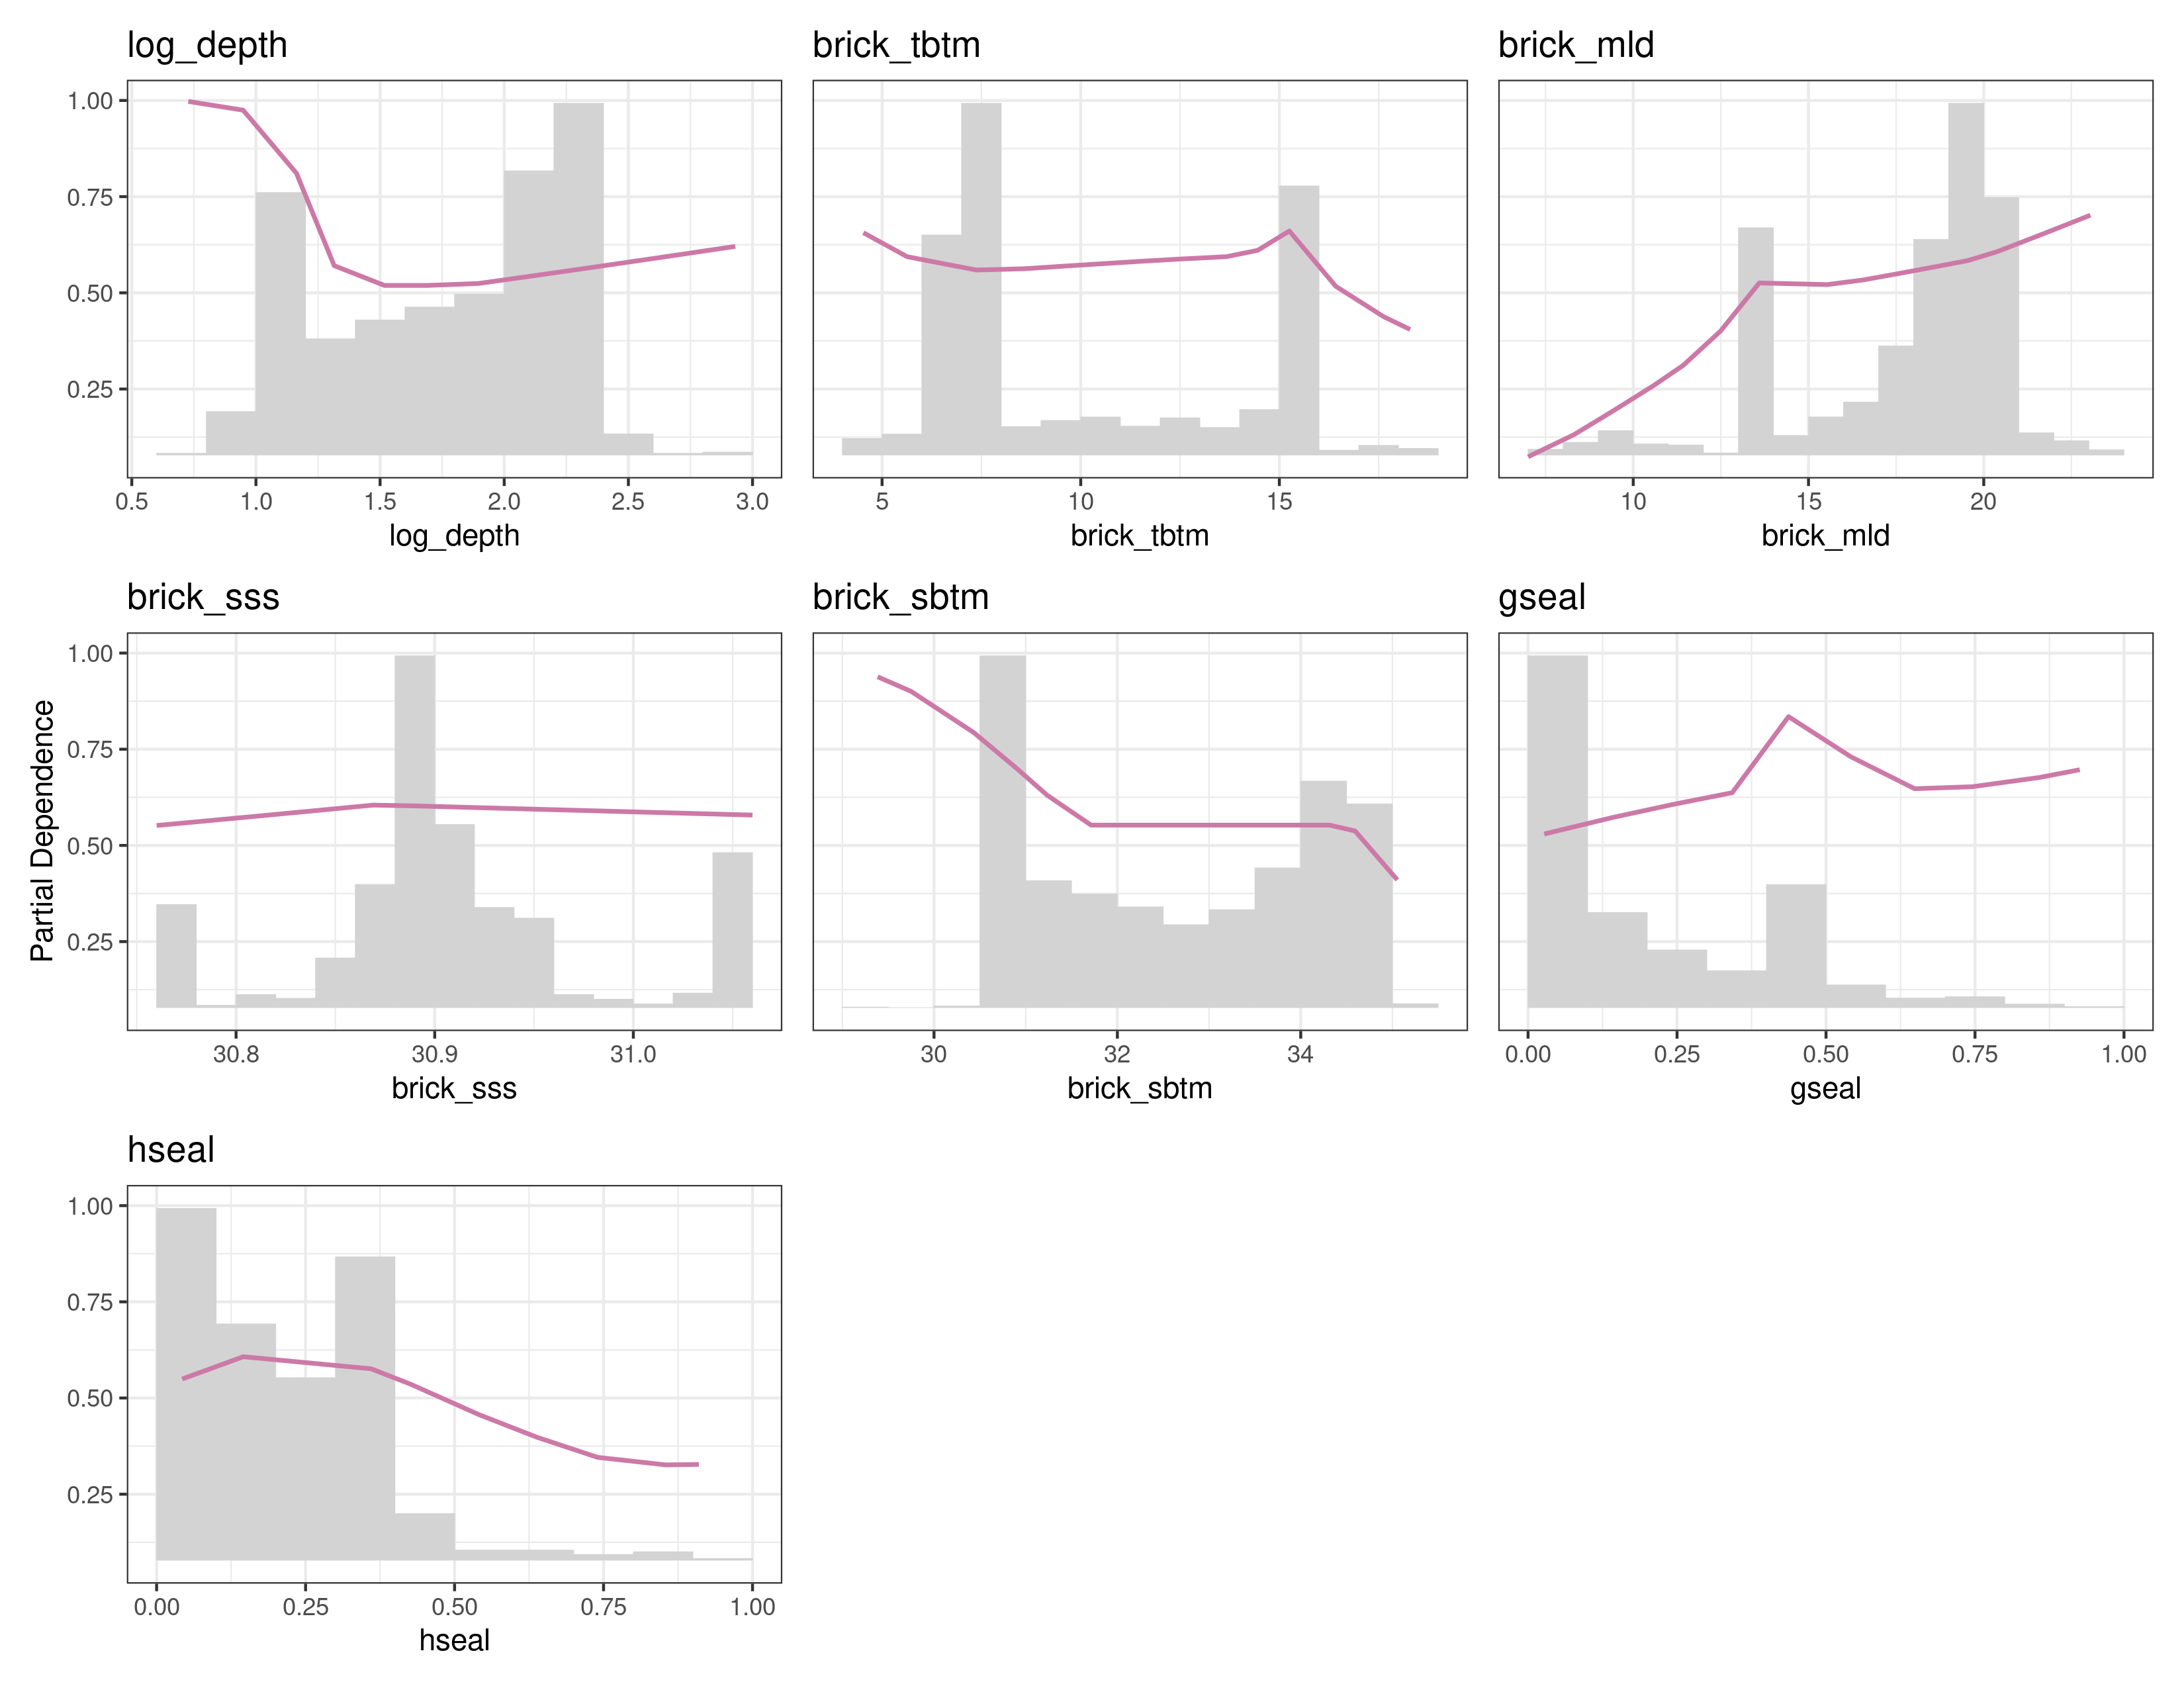 log_depth
brick_tbtm
brick_mld
1.00
0.75
0.50
0.25
0.5 1.0 1.5 2.0 2.5 3.0
5 10 15
10 15 20
log_depth
brick_tbtm
brick_mld
brick_sss
brick_sbtm
gseal
Partial Dependence
1.00
0.75
0.50
0.25
30.8 30.9 31.0
30 32 34
0.00 0.25 0.50 0.75 1.00
brick_sss
brick_sbtm
gseal
hseal
1.00
0.75
0.50
0.25
0.00 0.25 0.50 0.75 1.00
hseal